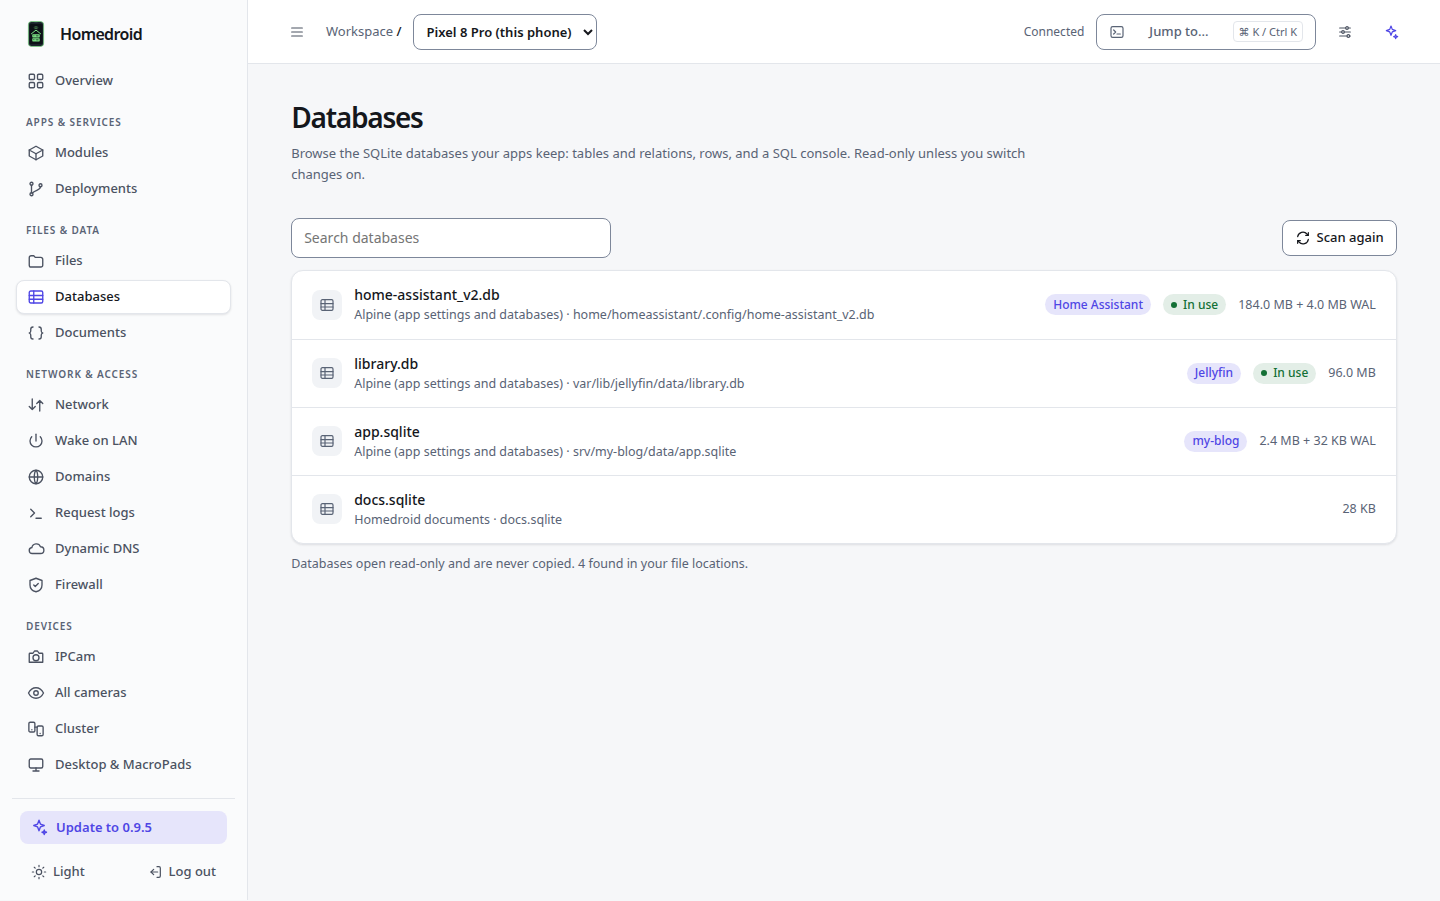 Homedroid
Overview
APPS & SERVICES
Modules
Deployments
FILES & DATA
Files
Databases
Documents
NETWORK & ACCESS
Network
Wake on LAN
Domains
Request logs
Dynamic DNS
Firewall
DEVICES
IPCam
All cameras
Cluster
Desktop & MacroPads
Update to 0.9.5
Light
Log out
Workspace /
Pixel 8 Pro (this phone)
Connected
Jump to...
⌘ K / Ctrl K
Databases
Browse the SQLite databases your apps keep: tables and relations, rows, and a SQL console. Read-only unless you switch
changes on.
Search databases
Scan again
home-assistant_v2.db
Alpine (app settings and databases) · home/homeassistant/.config/home-assistant_v2.db
Home Assistant
In use
184.0 MB + 4.0 MB WAL
library.db
Alpine (app settings and databases) · var/lib/jellyfin/data/library.db
Jellyfin
In use
96.0 MB
app.sqlite
Alpine (app settings and databases) · srv/my-blog/data/app.sqlite
my-blog
2.4 MB + 32 KB WAL
docs.sqlite
Homedroid documents · docs.sqlite
28 KB
Databases open read-only and are never copied. 4 found in your file locations.